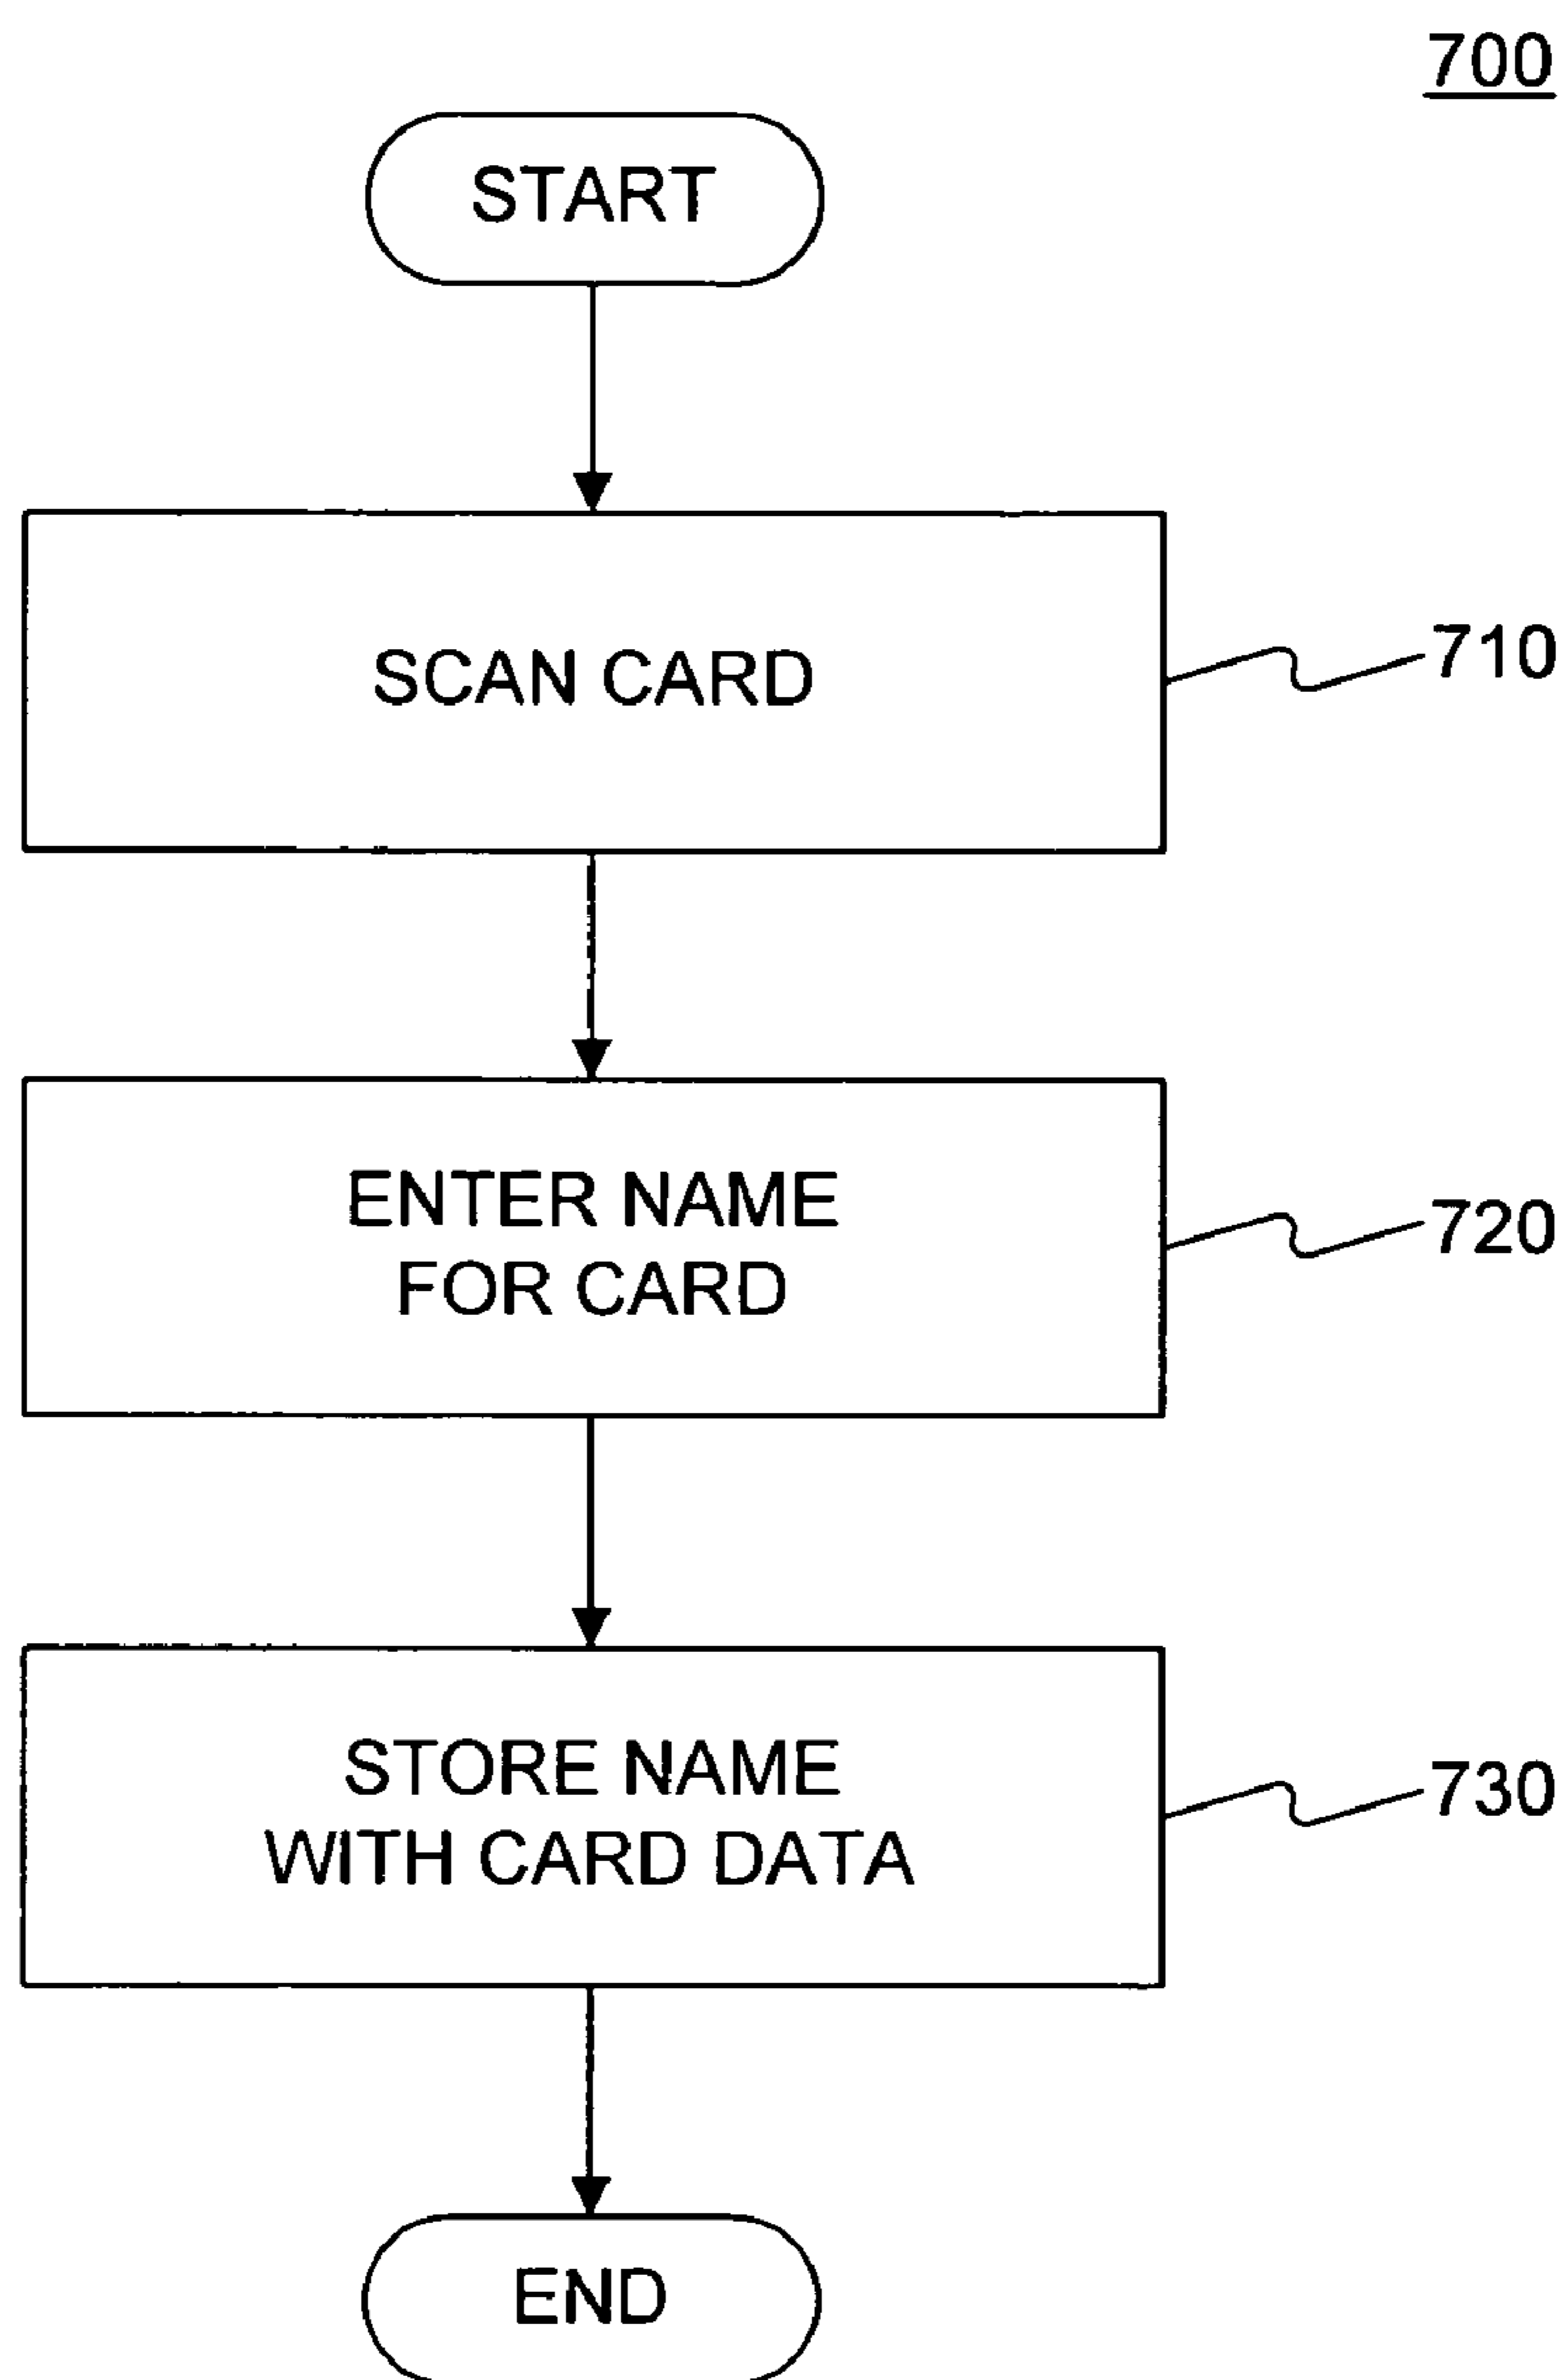 700
START
SCAN CARD
710
ENTER NAME
FOR CARD
720
STORE NAME
WITH CARD DATA
730
END